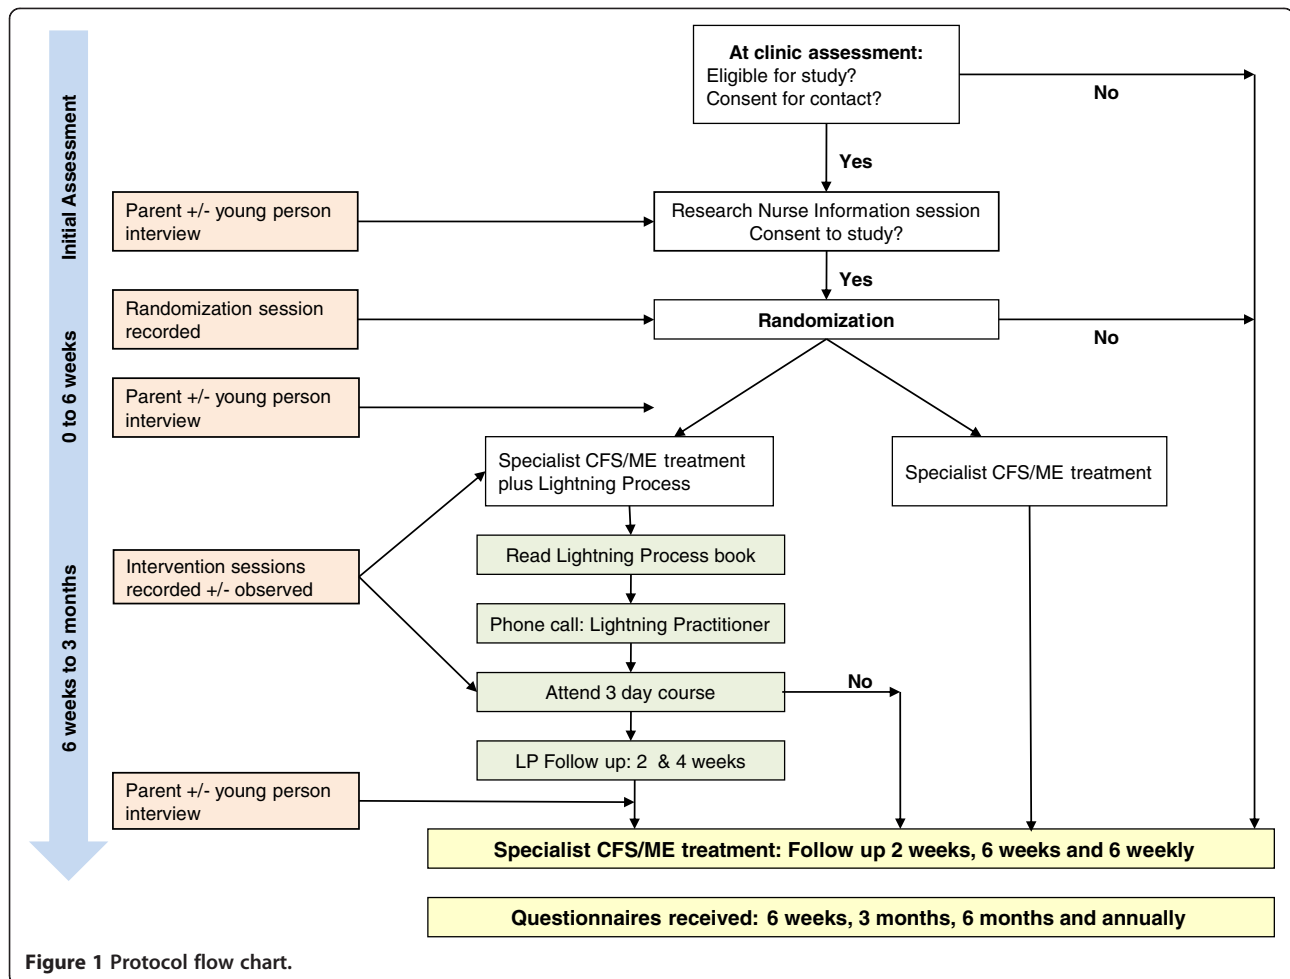 At clinic assessment:
Eligible for study?
Consent for contact?
No
Yes
Initial Assessment
Parent +/- young person
interview
Research Nurse Information session
Consent to study?
Yes
0 to 6 weeks
Randomization session
recorded
Randomization
No
Parent +/- young person
interview
Specialist CFS/ME treatment
plus Lightning Process
Specialist CFS/ME treatment
6 weeks to 3 months
Intervention sessions
recorded +/- observed
Read Lightning Process book
Phone call: Lightning Practitioner
Attend 3 day course
No
LP Follow up: 2 & 4 weeks
Parent +/- young person
interview
Specialist CFS/ME treatment: Follow up 2 weeks, 6 weeks and 6 weekly
Questionnaires received: 6 weeks, 3 months, 6 months and annually
Figure 1 Protocol flow chart.